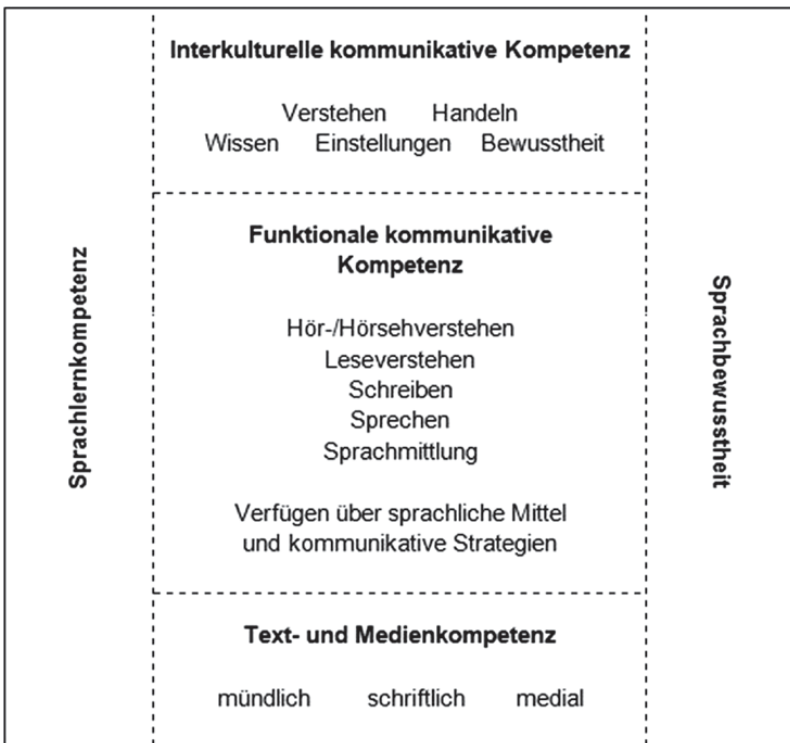 Interkulturelle kommunikative Kompetenz
Verstehen Handeln
Wissen Einstellungen Bewusstheit
Sprachlernkompetenz
Funktionale kommunikative
Kompetenz
Hör-/Hörsehverstehen
Leseverstehen
Schreiben
Sprechen
Sprachmittlung
Verfügen über sprachliche Mittel
und kommunikative Strategien
Sprachbewusstheit
Text- und Medienkompetenz
mündlich schriftlich medial